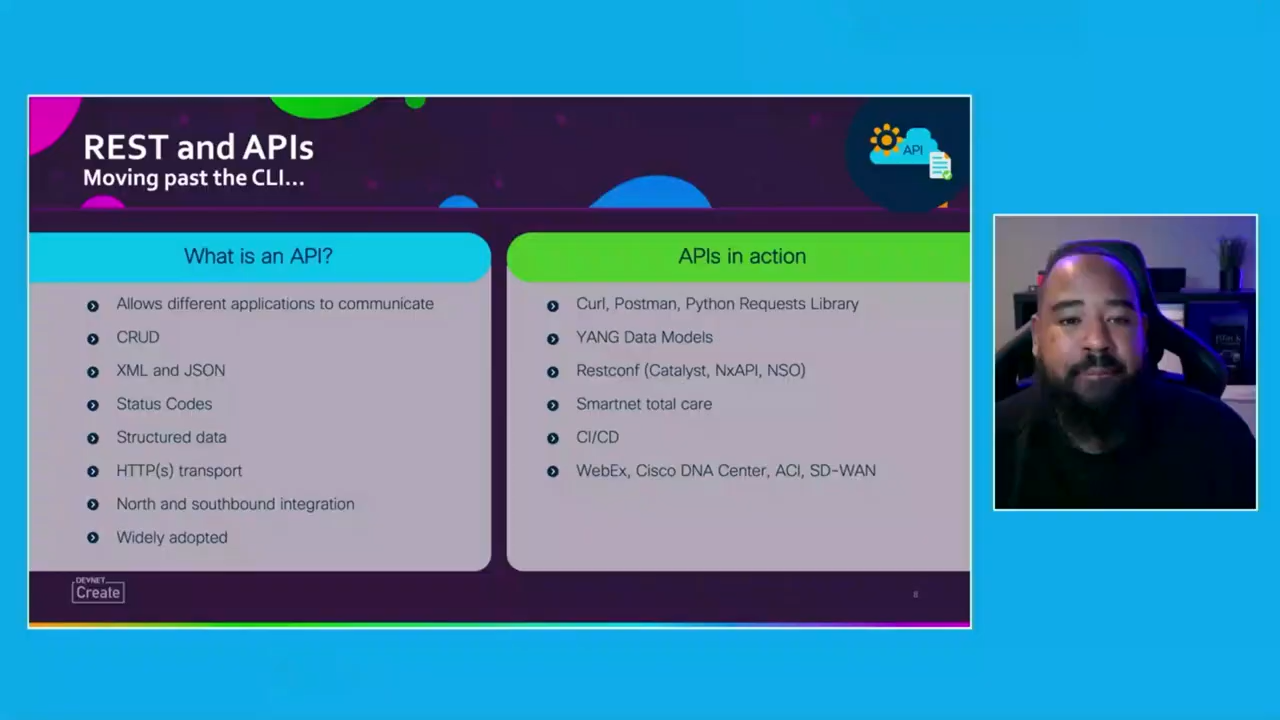 REST and APIs
Moving past the CLI...
API
What is an API?
Allows different applications to communicate
CRUD
XML and JSON
Status Codes
Structured data
HTTP(s) transport
North and southbound integration
Widely adopted
APIs in action
Curl, Postman, Python Requests Library
YANG Data Models
Restconf (Catalyst, NxAPI, NSO)
Smartnet total care
CI/CD
WebEx, Cisco DNA Center, ACI, SD-WAN
DEVNET
Create